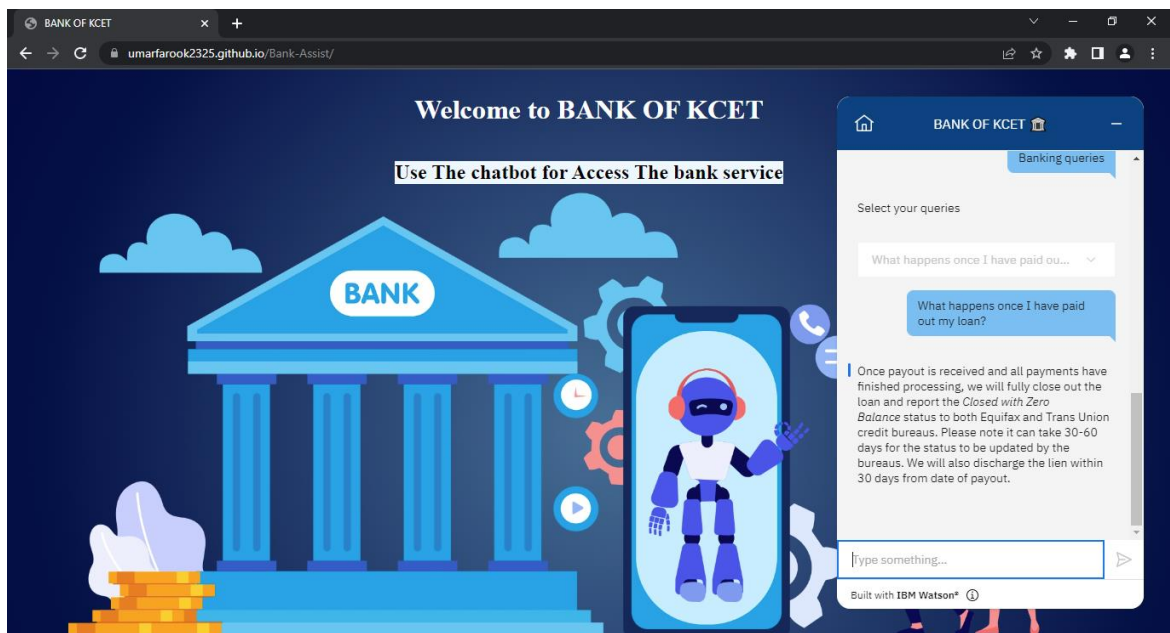 BANK OF KCET
umarfarook2325.github.io/Bank-Assist/
Welcome to BANK OF KCET
Use The chatbot for Access The bank service
BANK
BANK OF KCET
Banking queries
Select your queries
What happens once I have paid ou...
What happens once I have paid
out my loan?
Once payout is received and all payments have
finished processing, we will fully close out the
loan and report the Closed with Zero
Balance status to both Equifax and Trans Union
credit bureaus. Please note it can take 30-60
days for the status to be updated by the
bureaus. We will also discharge the lien within
30 days from date of payout.
Type something...
Built with IBM Watson®